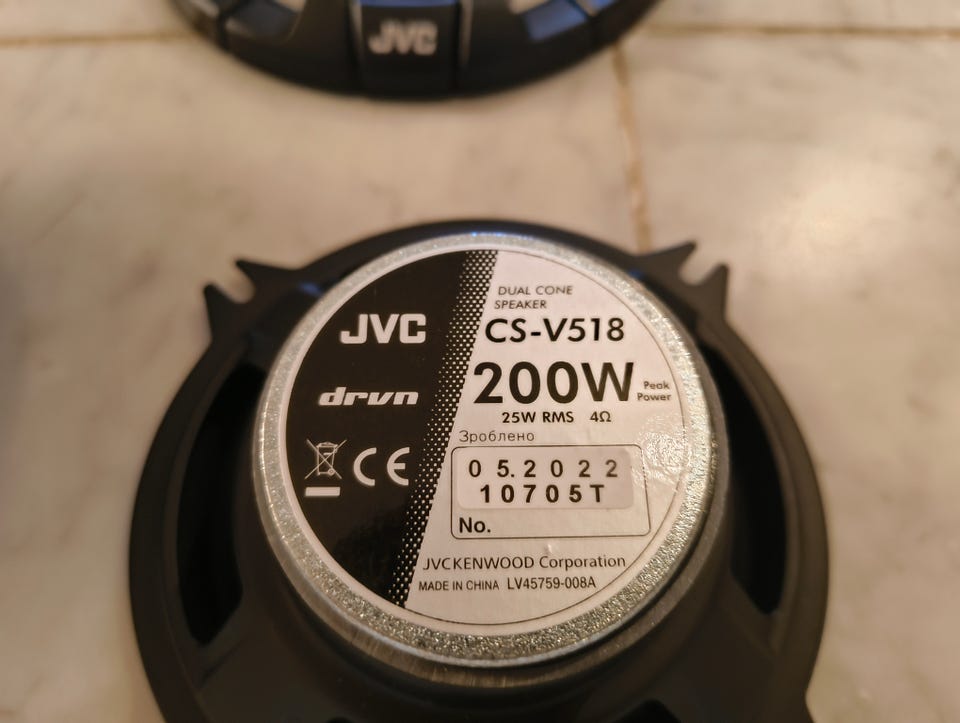 JVC
DUAL CONE
SPEAKER
JVC
CS-V518
200W Peak
Power
drvn
25W RMS 4Ω
Зроблено
CE
05.2022
10705T
No.
JVCKENWOOD Corporation
MADE IN CHINA LV45759-008A